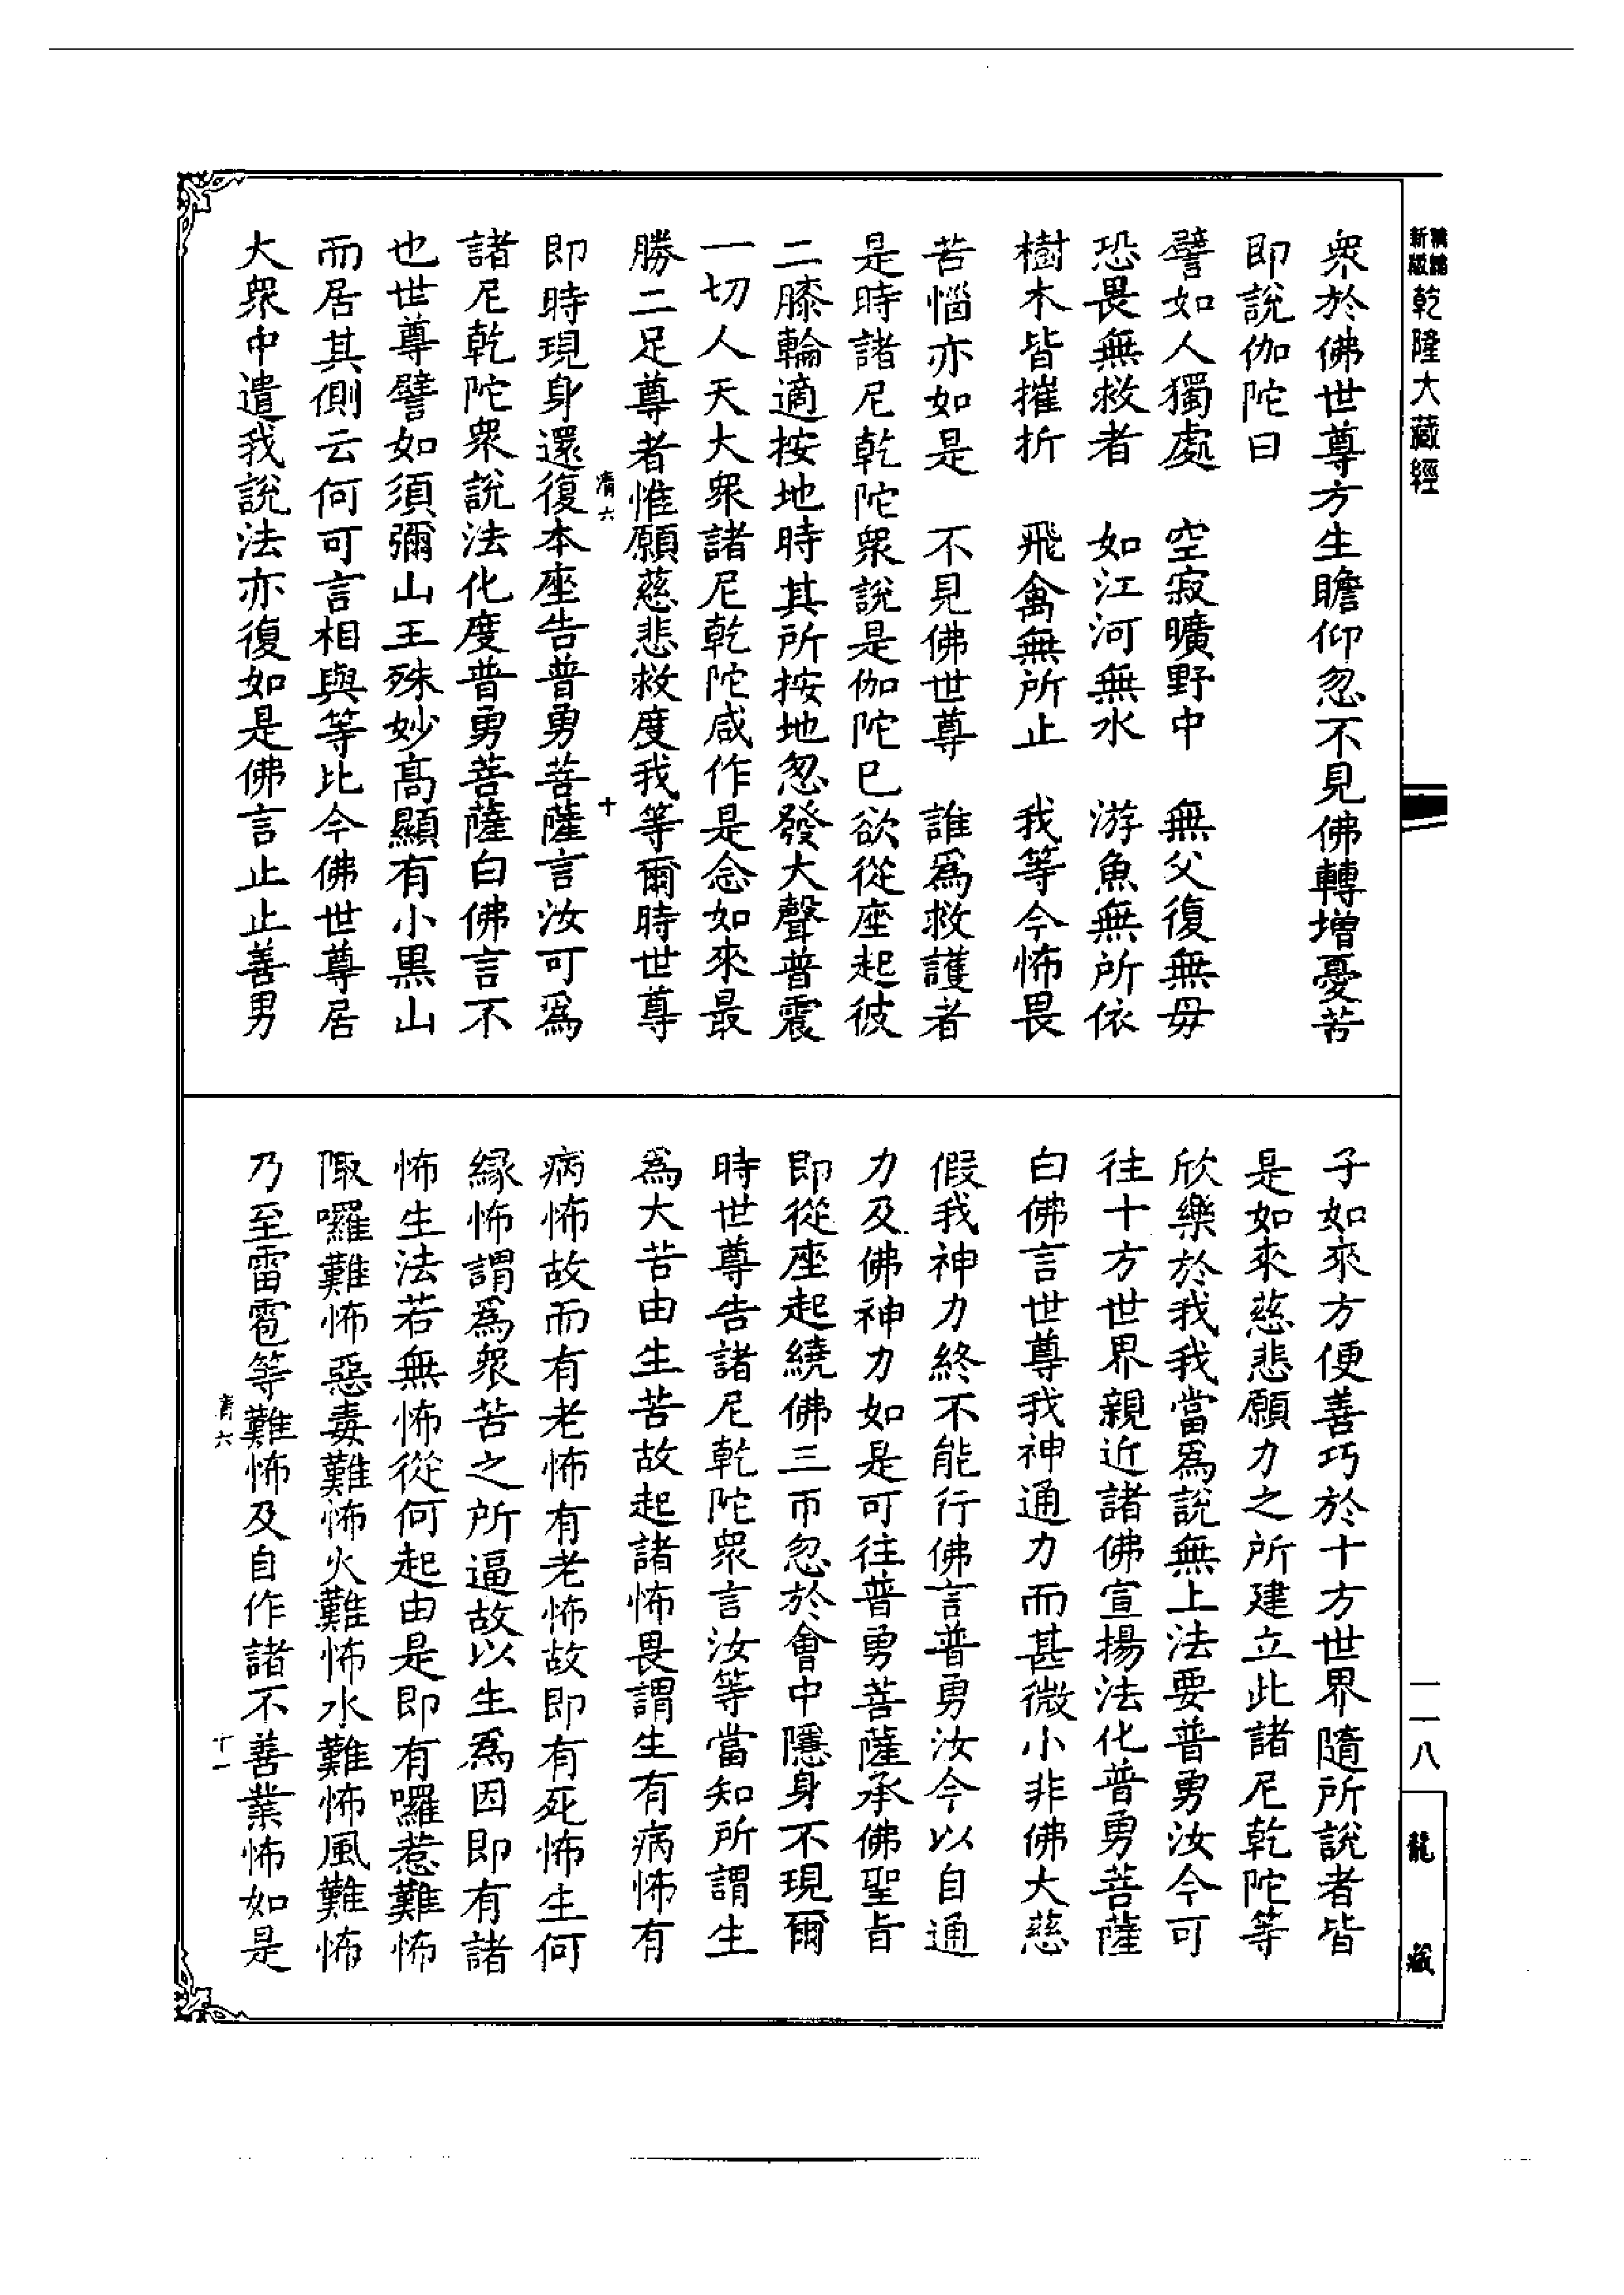 新版
乾隆大藏經
一一八
龍藏
衆於佛世尊方生瞻仰忽不見佛轉增憂苦
即說伽陀曰
譬如人獨處　空寂曠野中　無父復無母
恐畏無救者　如江河無水　游魚無所依
樹木皆摧折　飛禽無所止　我等今怖畏
苦惱亦如是　不見佛世尊　誰爲救護者
是時諸尼乾陀衆說是伽陀已欲從座起彼
二膝輪適按地時其所按地忽發大聲普震
一切人天大衆諸尼乾陀咸作是念如來最
勝二足尊者惟願慈悲救度我等爾時世尊
清六
十
即時現身還復本座告普勇菩薩言汝可爲
諸尼乾陀衆說法化度普勇菩薩白佛言不
也世尊譬如須彌山王殊妙高顯有小黑山
而居其側云何可言相與等比今佛世尊居
大衆中遣我說法亦復如是佛言止止善男
子如來方便善巧於十方世界隨所說者皆
是如來慈悲願力之所建立此諸尼乾陀等
欣樂於我我當爲說無上法要普勇汝今可
往十方世界親近諸佛宣揚法化普勇菩薩
白佛言世尊我神通力而甚微小非佛大慈
假我神力終不能行佛言普勇汝今以自通
力及佛神力如是可往普勇菩薩承佛聖旨
即從座起繞佛三帀忽於會中隱身不現爾
時世尊告諸尼乾陀衆言汝等當知所謂生
爲大苦由生苦故起諸怖畏謂生有病怖有
病怖故而有老怖有老怖故即有死怖生何
緣怖謂爲衆苦之所逼故以生爲因即有諸
怖生法若無怖從何起由是即有囉惹難怖
陬囉難怖惡毒難怖火難怖水難怖風難怖
乃至雷雹等難怖及自作諸不善業怖如是
清六
十一